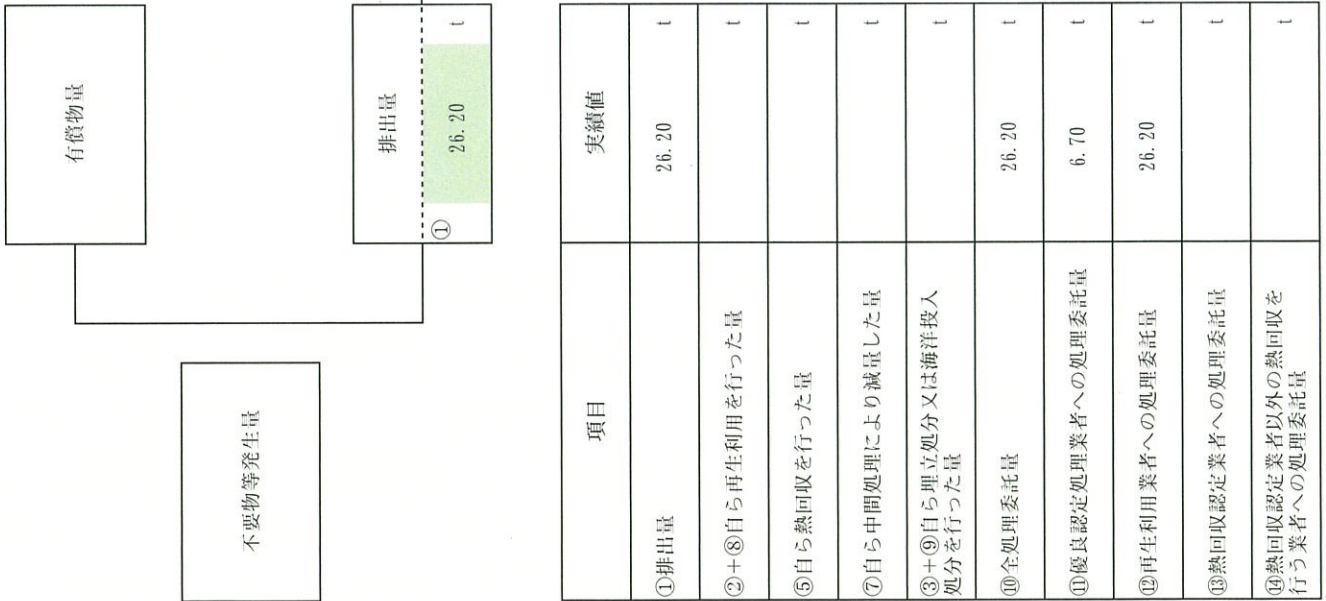 有償物量
不要物等発生量
排出量
① 26.20 t
項目 実績値
①排出量 26.20 t
②+⑧自ら再生利用を行った量 t
⑤自ら熱回収を行った量 t
⑦自ら中間処理により減量した量 t
③+⑨自ら埋立処分又は海洋投入
処分を行った量 t
⑩全処理委託量 26.20 t
⑪優良認定処理業者への処理委託量 6.70 t
⑫再生利用業者への処理委託量 26.20 t
⑬熱回収認定業者への処理委託量 t
⑭熱回収認定業者以外の熱回収を
行う業者への処理委託量 t